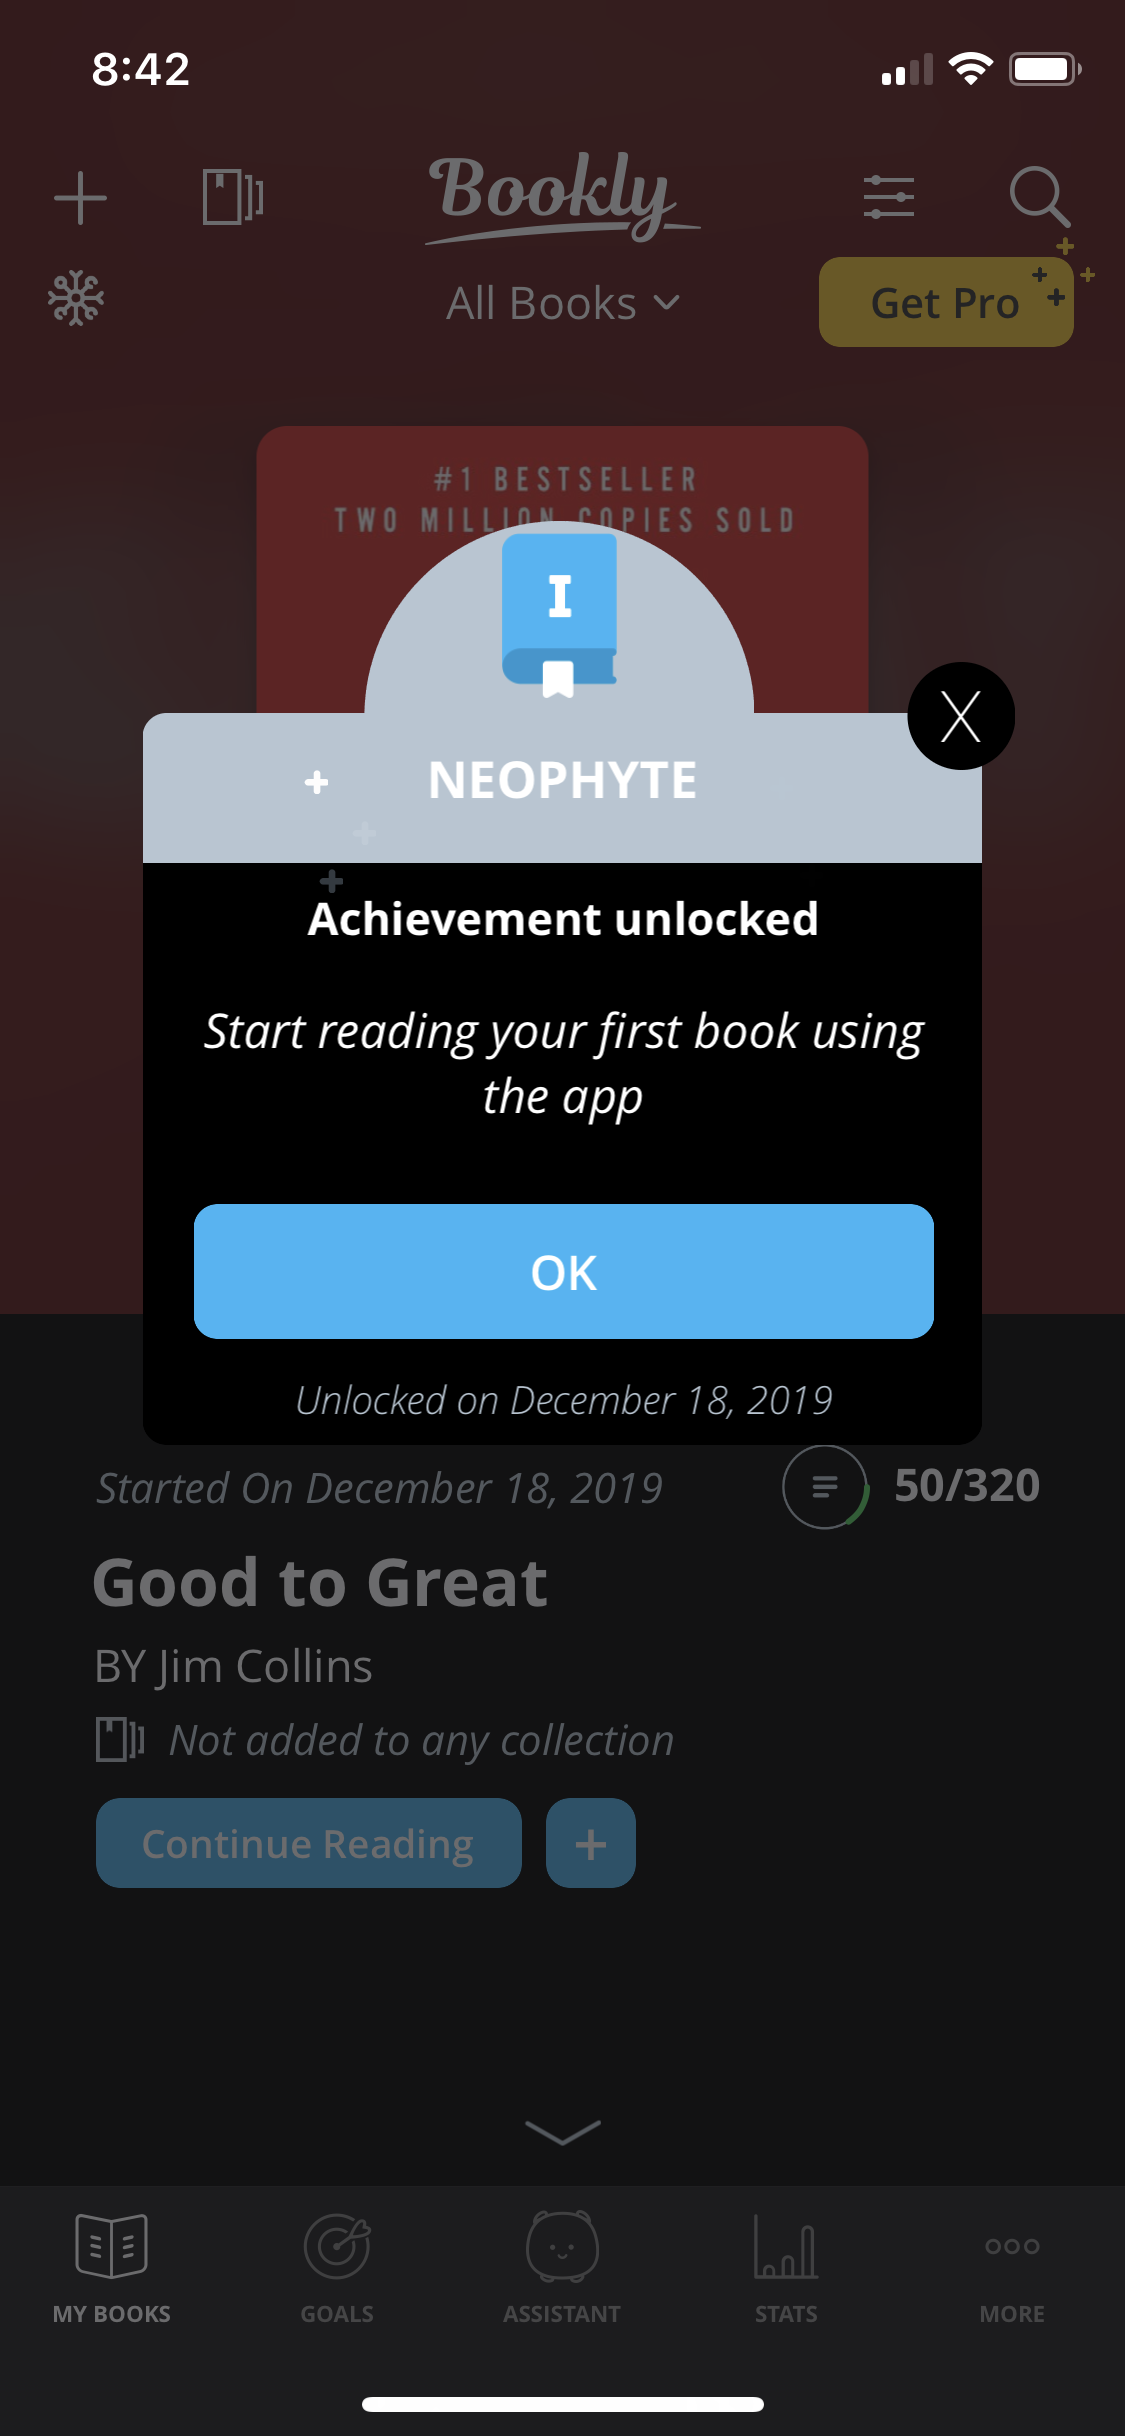 8:42
Bookly
All Books
Get Pro
#1 BESTSELLER
TWO MILLION COPIES SOLD
I
X
NEOPHYTE
Achievement unlocked
Start reading your first book using
the app
OK
Unlocked on December 18, 2019
Started On December 18, 2019
50/320
Good to Great
BY Jim Collins
Not added to any collection
Continue Reading
+
MY BOOKS
GOALS
ASSISTANT
STATS
MORE